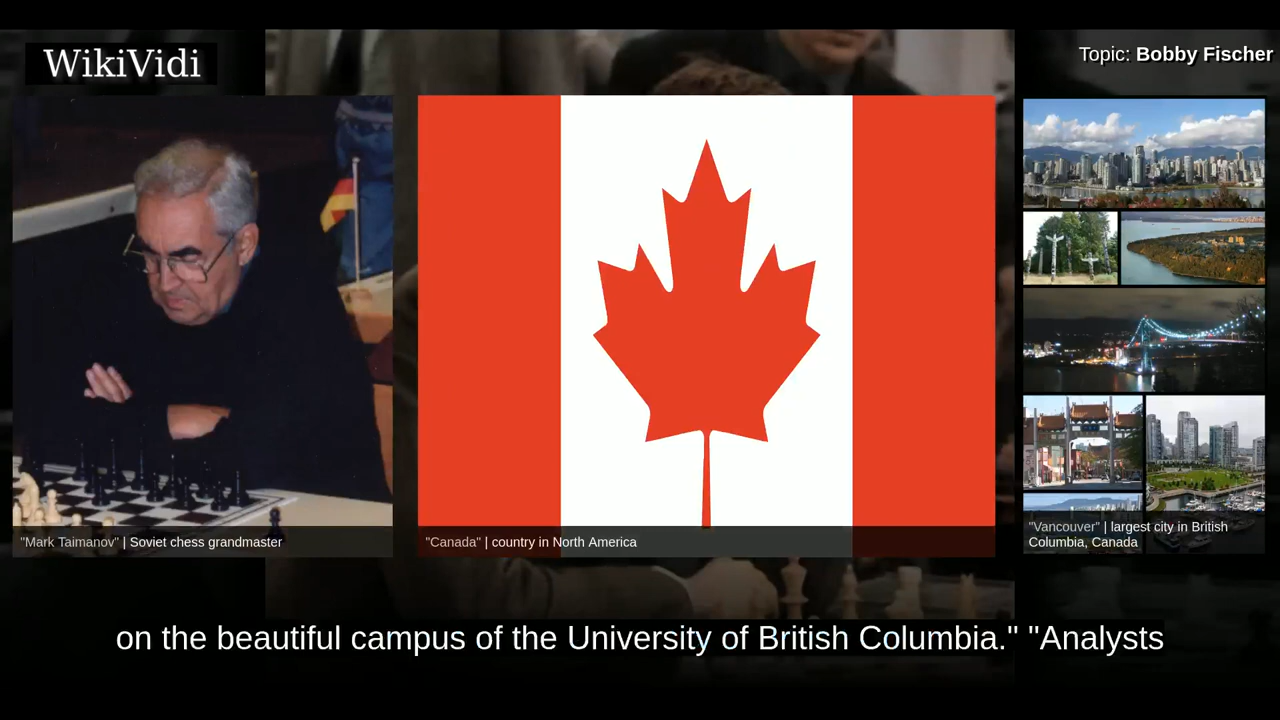 WikiVidi
Topic: Bobby Fischer
"Mark Taimanov" | Soviet chess grandmaster
"Canada" | country in North America
"Vancouver" | largest city in British
Columbia, Canada
on the beautiful campus of the University of British Columbia." "Analysts